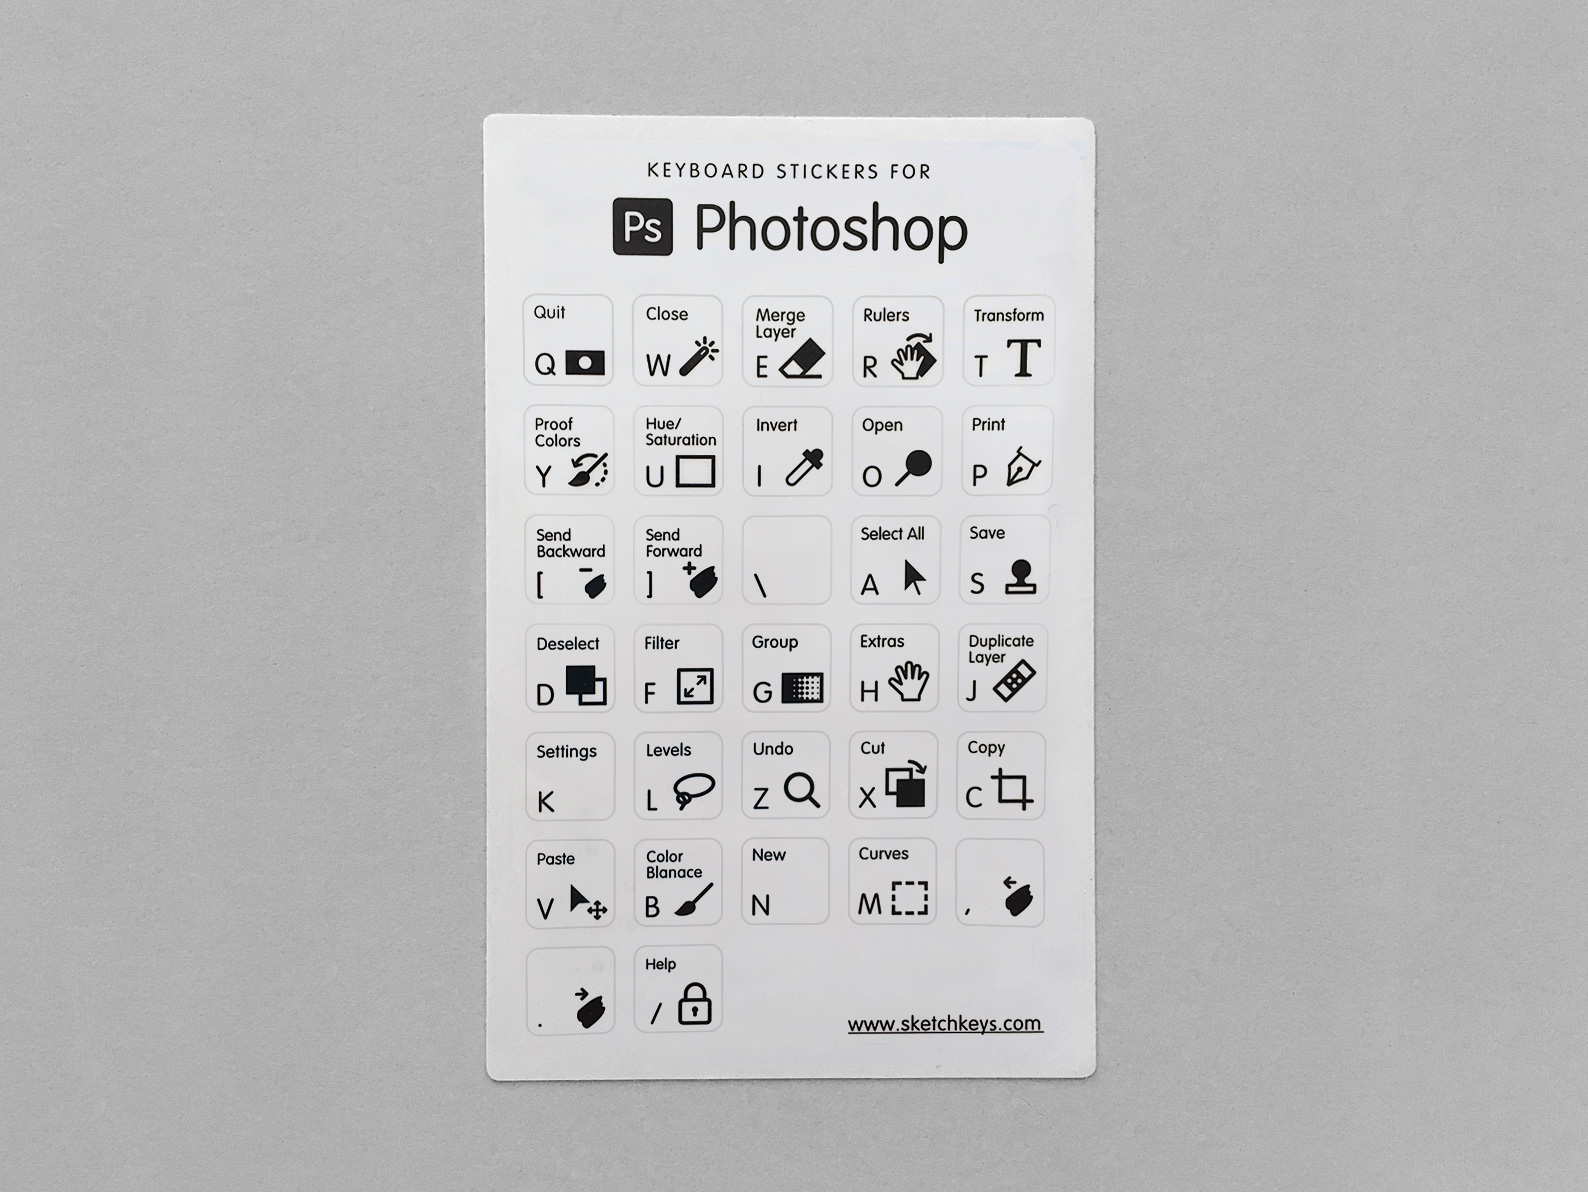 KEYBOARD STICKERS FOR
Ps Photoshop
Quit
Q
Close
W
Merge
Layer
E
Rulers
R
Transform
T T
Proof
Colors
Y
Hue/
Saturation
U
Invert
I
Open
O
Print
P
Send
Backward
[ -
Send
Forward
] +
\
Select All
A
Save
S
Deselect
D
Filter
F
Group
G
Extras
H
Duplicate
Layer
J
Settings
K
Levels
L
Undo
Z
Cut
X
Copy
C
Paste
V
Color
Blanace
B
New
N
Curves
M
,
.
Help
/
www.sketchkeys.com